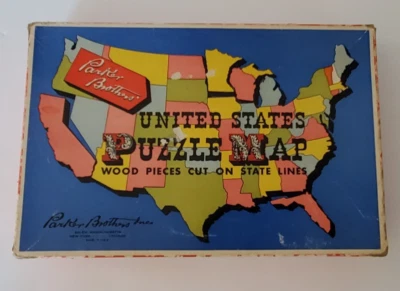 Parker
Brothers
UNITED STATES
PUZZLE MAP
WOOD PIECES CUT ON STATE LINES
Parker Brothers Inc.